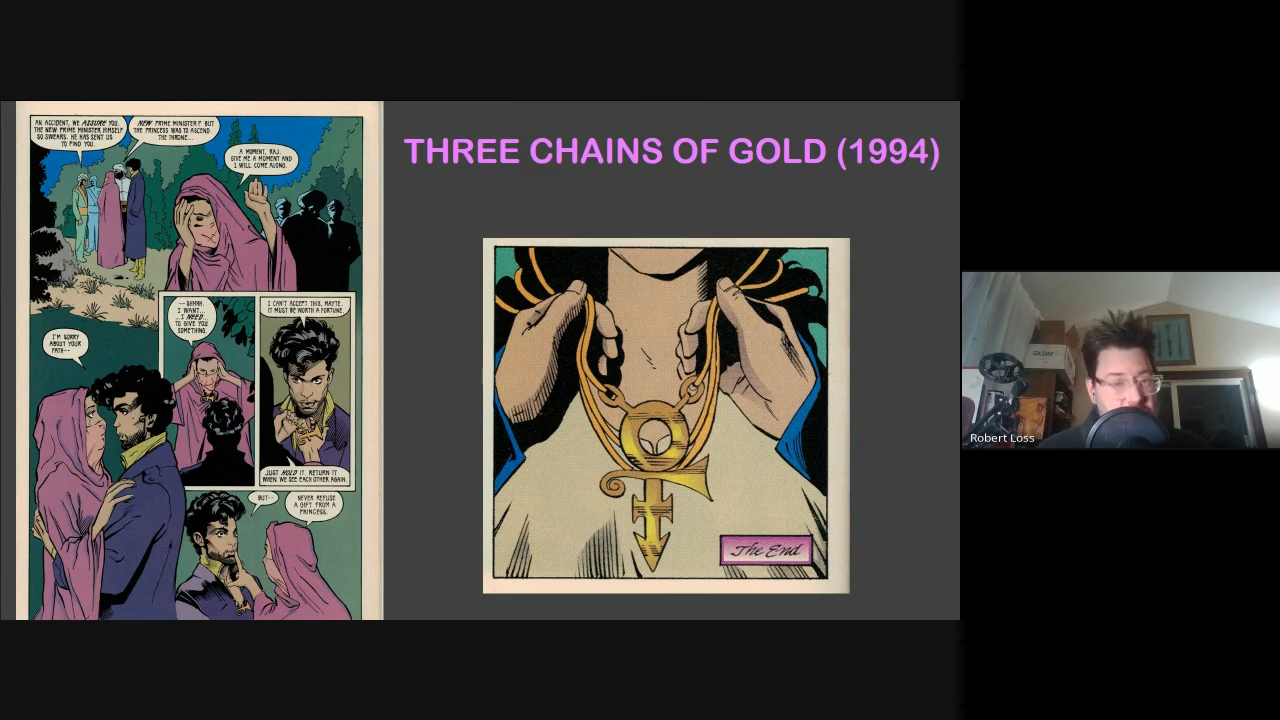 THREE CHAINS OF GOLD (1994)
AN ACCIDENT, WE ASSURE YOU.
THE NEW PRIME MINISTER HIMSELF
SO SWEARS. HE HAS SENT US
TO FIND YOU.
NEW PRIME MINISTER? BUT
THE PRINCESS WAS TO ASCEND
THE THRONE...
A MOMENT, RAJ.
GIVE ME A MOMENT AND
I WILL COME ALONG.
I'M SORRY
ABOUT YOUR
FATH--
--SHHHH.
I WANT...
...I NEED...
TO GIVE YOU
SOMETHING.
I CAN'T ACCEPT THIS, MAYTE.
IT MUST BE WORTH A FORTUNE.
JUST HOLD IT. RETURN IT
WHEN WE SEE EACH OTHER AGAIN.
BUT--
NEVER REFUSE
A GIFT FROM A
PRINCESS.
The End
Robert Loss